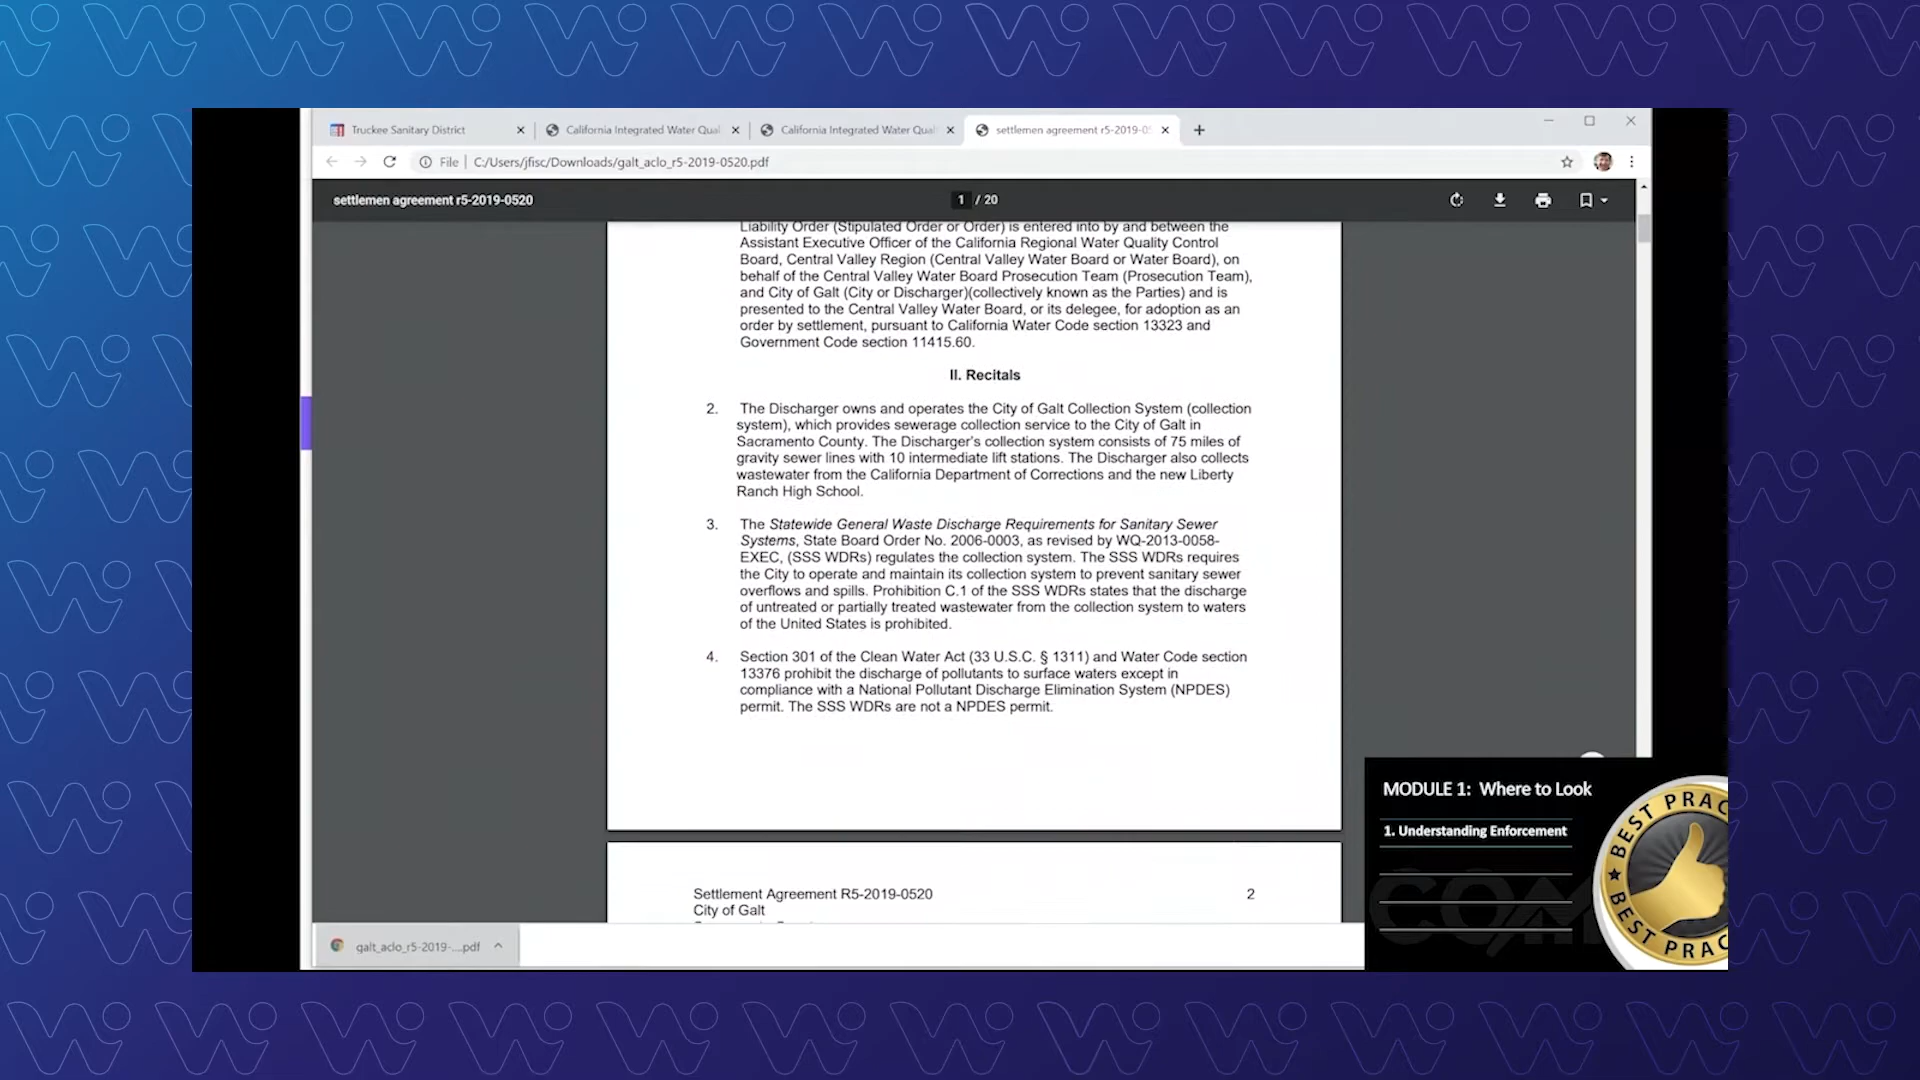 Truckee Sanitary District
California Integrated Water Qual
California Integrated Water Qual
settlemen agreement r5-2019-05
File | C:/Users/jfisc/Downloads/galt_aclo_r5-2019-0520.pdf
settlemen agreement r5-2019-0520
1 / 20
Liability Order (Stipulated Order or Order) is entered into by and between the
Assistant Executive Officer of the California Regional Water Quality Control
Board, Central Valley Region (Central Valley Water Board or Water Board), on
behalf of the Central Valley Water Board Prosecution Team (Prosecution Team),
and City of Galt (City or Discharger)(collectively known as the Parties) and is
presented to the Central Valley Water Board, or its delegee, for adoption as an
order by settlement, pursuant to California Water Code section 13323 and
Government Code section 11415.60.
II. Recitals
2. The Discharger owns and operates the City of Galt Collection System (collection
system), which provides sewerage collection service to the City of Galt in
Sacramento County. The Discharger's collection system consists of 75 miles of
gravity sewer lines with 10 intermediate lift stations. The Discharger also collects
wastewater from the California Department of Corrections and the new Liberty
Ranch High School.
3. The Statewide General Waste Discharge Requirements for Sanitary Sewer
Systems, State Board Order No. 2006-0003, as revised by WQ-2013-0058-
EXEC, (SSS WDRs) regulates the collection system. The SSS WDRs requires
the City to operate and maintain its collection system to prevent sanitary sewer
overflows and spills. Prohibition C.1 of the SSS WDRs states that the discharge
of untreated or partially treated wastewater from the collection system to waters
of the United States is prohibited.
4. Section 301 of the Clean Water Act (33 U.S.C. § 1311) and Water Code section
13376 prohibit the discharge of pollutants to surface waters except in
compliance with a National Pollutant Discharge Elimination System (NPDES)
permit. The SSS WDRs are not a NPDES permit.
Settlement Agreement R5-2019-0520 2
City of Galt
galt_aclo_r5-2019-....pdf
MODULE 1: Where to Look
1. Understanding Enforcement
COM
BEST PRAC
BEST PRAC